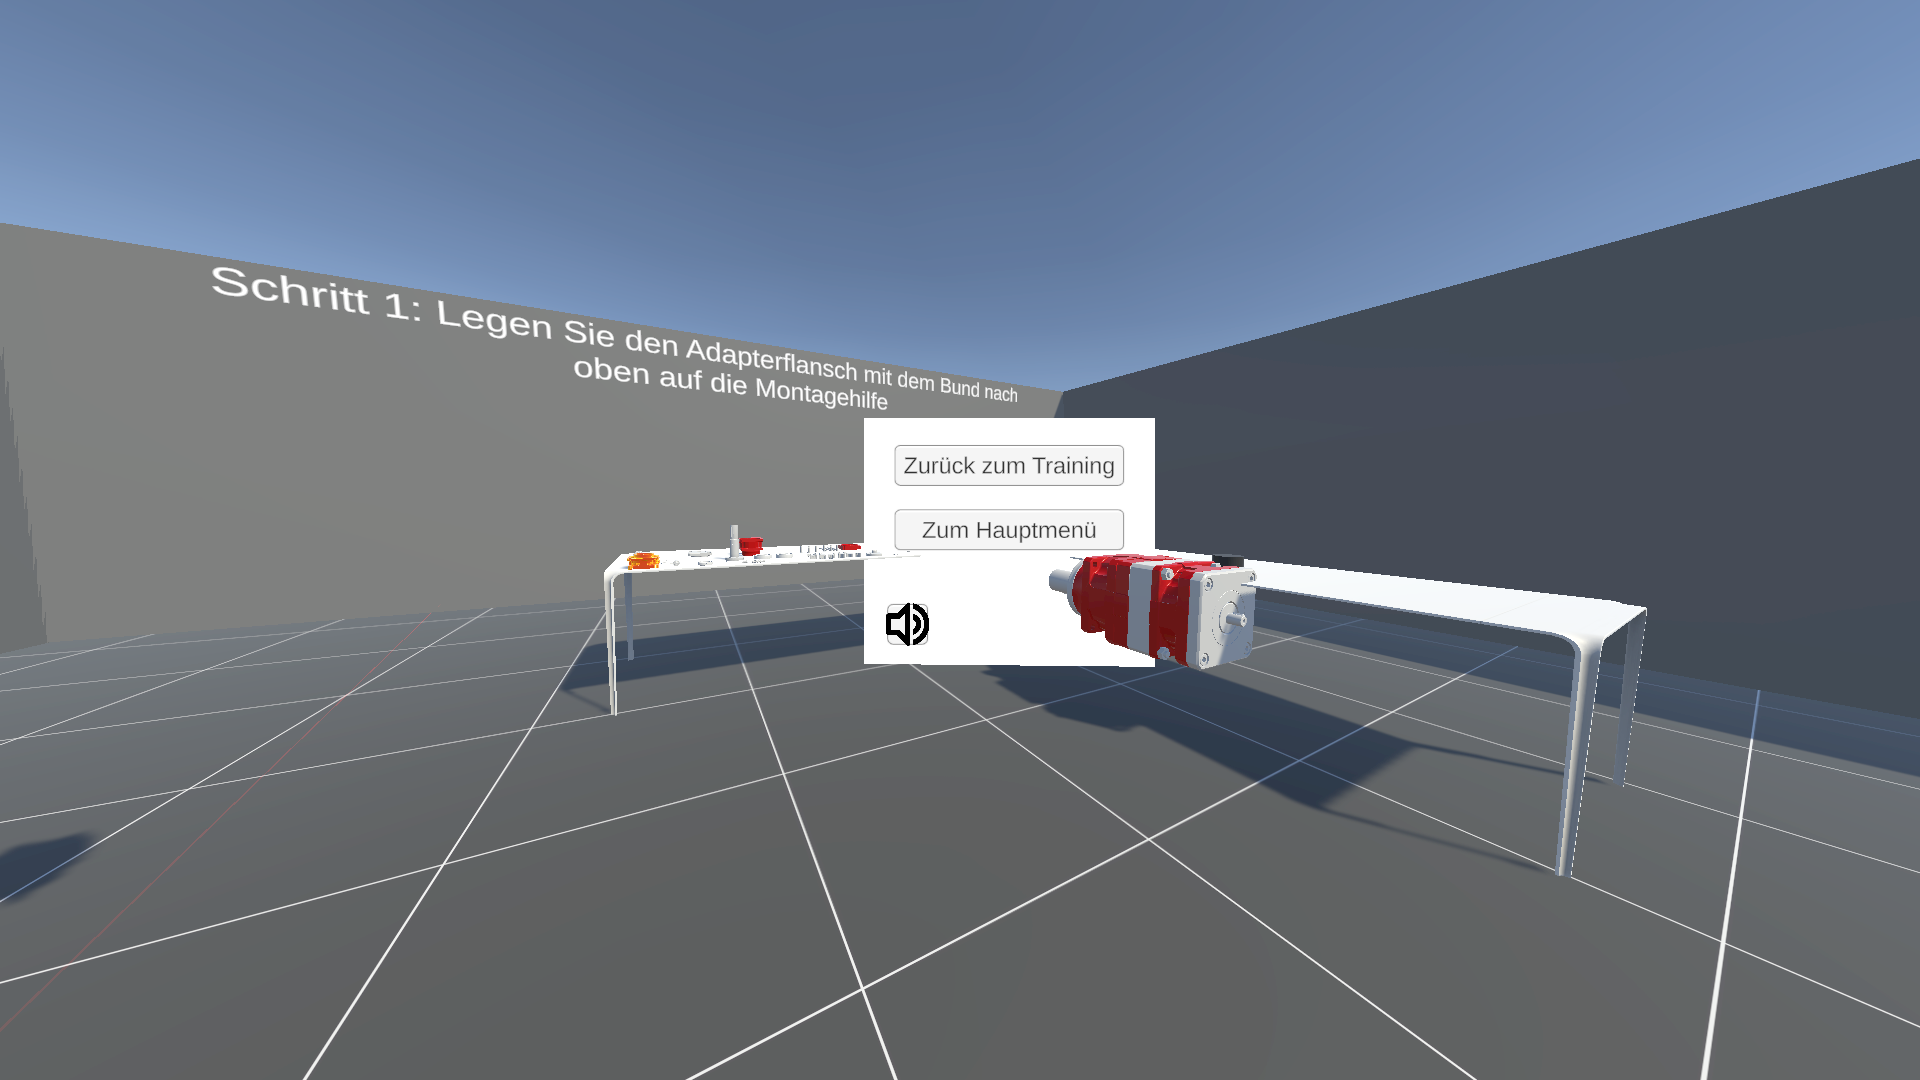 Schritt 1: Legen Sie den Adapterflansch mit dem Bund nach
oben auf die Montagehilfe
Zurück zum Training
Zum Hauptmenü